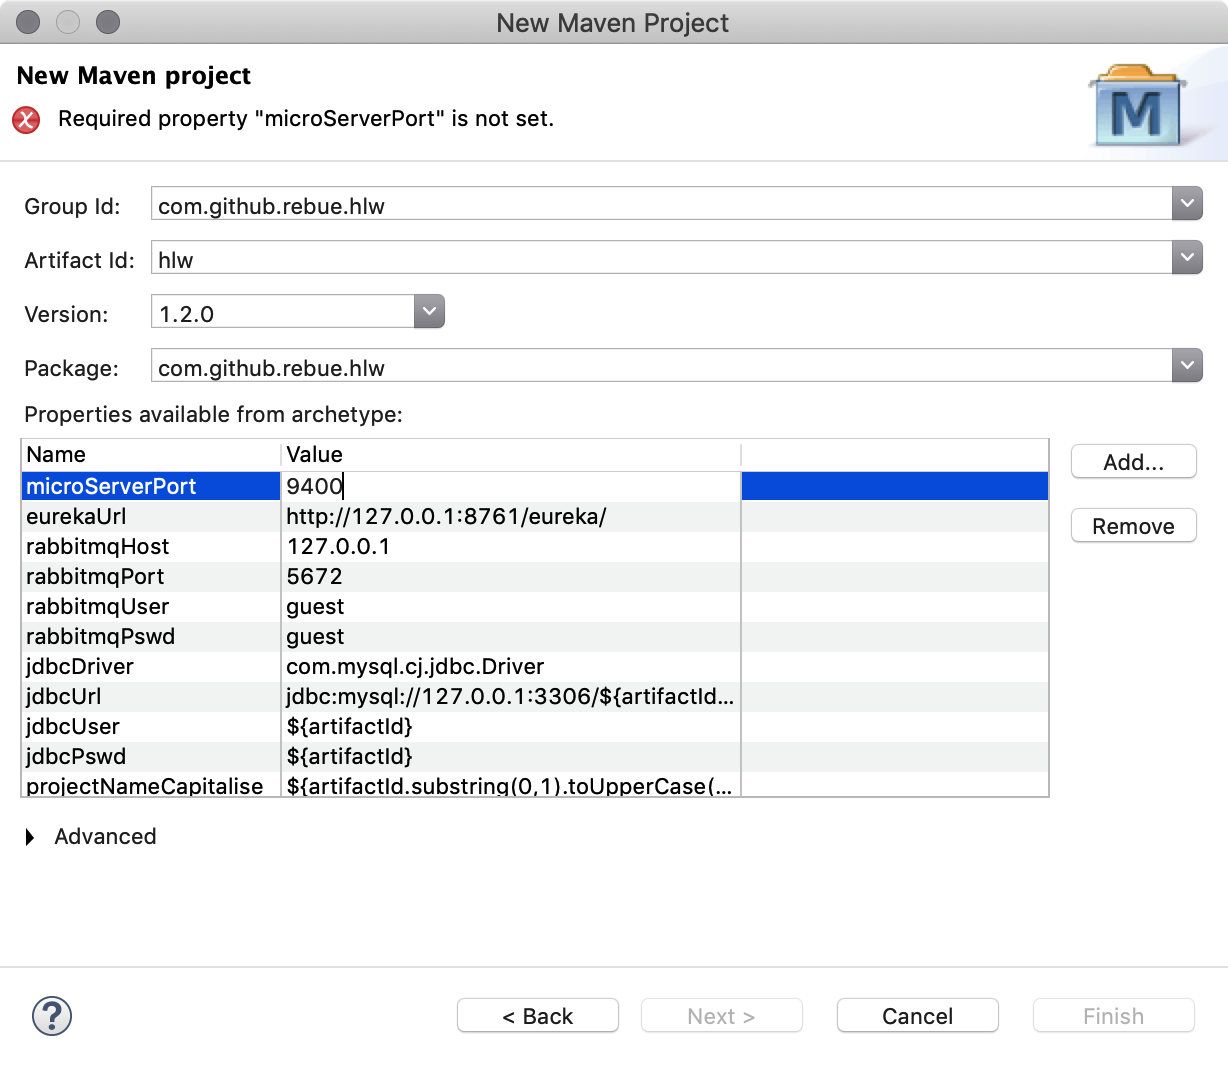 New Maven Project
New Maven project
Required property "microServerPort" is not set.
M
Group Id: com.github.rebue.hlw
Artifact Id: hlw
Version: 1.2.0
Package: com.github.rebue.hlw
Properties available from archetype:
Name Value
microServerPort 9400
eurekaUrl http://127.0.0.1:8761/eureka/
rabbitmqHost 127.0.0.1
rabbitmqPort 5672
rabbitmqUser guest
rabbitmqPswd guest
jdbcDriver com.mysql.cj.jdbc.Driver
jdbcUrl jdbc:mysql://127.0.0.1:3306/${artifactId...
jdbcUser ${artifactId}
jdbcPswd ${artifactId}
projectNameCapitalise ${artifactId.substring(0,1).toUpperCase(...
Add...
Remove
Advanced
?
< Back Next > Cancel Finish